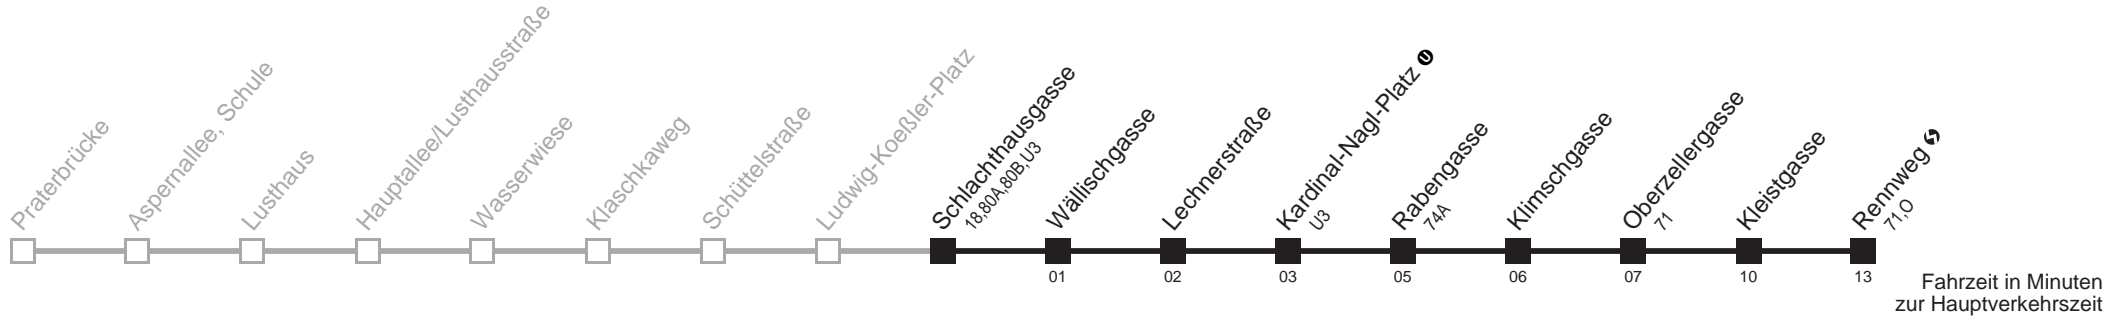 Praterbrücke
Aspernallee, Schule
Lusthaus
Hauptallee/Lusthausstraße
Wasserwiese
Klaschkaweg
Schüttelstraße
Ludwig-Koeßler-Platz
Schlachthausgasse
18,80A,80B,U3
Wällischgasse
Lechnerstraße
Kardinal-Nagl-Platz U
U3
Rabengasse
74A
Klimschgasse
Oberzellergasse
71
Kleistgasse
Rennweg S
71,O
01
02
03
05
06
07
10
13
Fahrzeit in Minuten
zur Hauptverkehrszeit